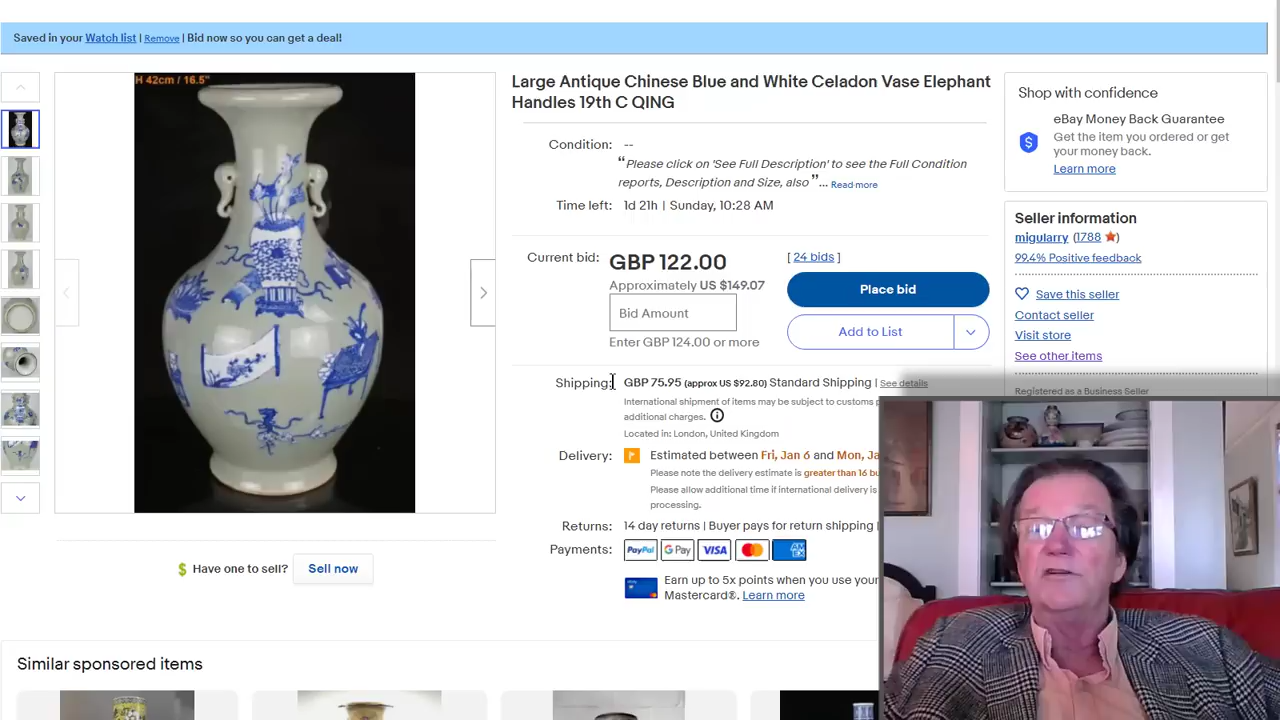 Saved in your Watch list | Remove | Bid now so you can get a deal!
H 42cm / 16.5"
Large Antique Chinese Blue and White Celadon Vase Elephant
Handles 19th C QING
Condition: --
“Please click on 'See Full Description' to see the Full Condition
reports, Description and Size, also ”... Read more
Time left: 1d 21h | Sunday, 10:28 AM
Current bid: GBP 122.00 [ 24 bids ]
Approximately US $149.07
Place bid
Bid Amount
Add to List
Enter GBP 124.00 or more
Shipping: GBP 75.95 (approx US $92.80) Standard Shipping | See details
International shipment of items may be subject to customs p
additional charges.
Located in: London, United Kingdom
Delivery: Estimated between Fri, Jan 6 and Mon, Ja
Please note the delivery estimate is greater than 16 bu
Please allow additional time if international delivery is
processing.
Returns: 14 day returns | Buyer pays for return shipping |
Payments: PayPal G Pay VISA MasterCard AM EX
Earn up to 5x points when you use your
Mastercard®. Learn more
Have one to sell? Sell now
Shop with confidence
eBay Money Back Guarantee
Get the item you ordered or get
your money back.
Learn more
Seller information
migularry (1788 )
99.4% Positive feedback
Save this seller
Contact seller
Visit store
See other items
Registered as a Business Seller
Similar sponsored items